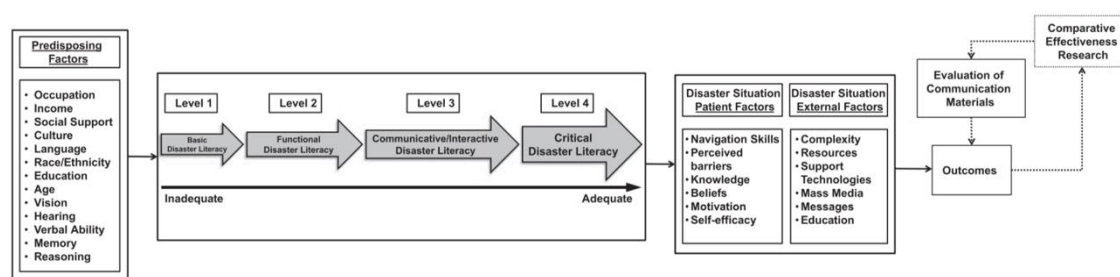 Predisposing
Factors
• Occupation
• Income
• Social Support
• Culture
• Language
• Race/Ethnicity
• Education
• Age
• Vision
• Hearing
• Verbal Ability
• Memory
• Reasoning
Level 1
Level 2
Level 3
Level 4
Basic
Disaster Literacy
Functional
Disaster Literacy
Communicative/Interactive
Disaster Literacy
Critical
Disaster Literacy
Inadequate
Adequate
Disaster Situation
Patient Factors
• Navigation Skills
• Perceived
barriers
• Knowledge
• Beliefs
• Motivation
• Self-efficacy
Disaster Situation
External Factors
• Complexity
• Resources
• Support
Technologies
• Mass Media
• Messages
• Education
Evaluation of
Communication
Materials
Outcomes
Comparative
Effectiveness
Research